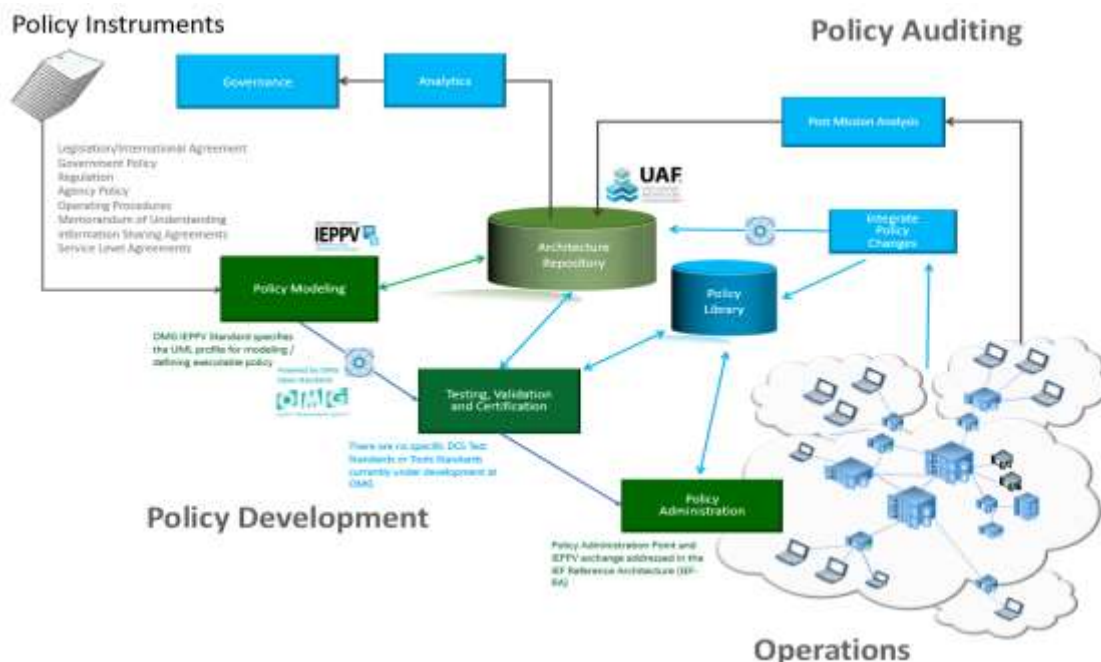 Policy Instruments
Policy Auditing
Governance
Analytics
Post Mission Analysis
Legislation/International Agreement
Government Policy
Regulation
Agency Policy
Operating Procedures
Memorandum of Understanding
Information Sharing Agreements
Service Level Agreements
UAF
IEPPV
Architecture
Repository
Integrate
Policy
Changes
Policy
Library
Policy Modeling
OMG IEPPV Standard specifies
the UML profile for modeling /
defining executable policy
OMG
Testing, Validation
and Certification
There are no specific DCS Test
Standards or Tools Standards
currently under development at
OMG
Policy Development
Policy
Administration
Policy Administration Point and
IEPPV exchange addressed in the
IEF Reference Architecture (IEF-
RA)
Operations